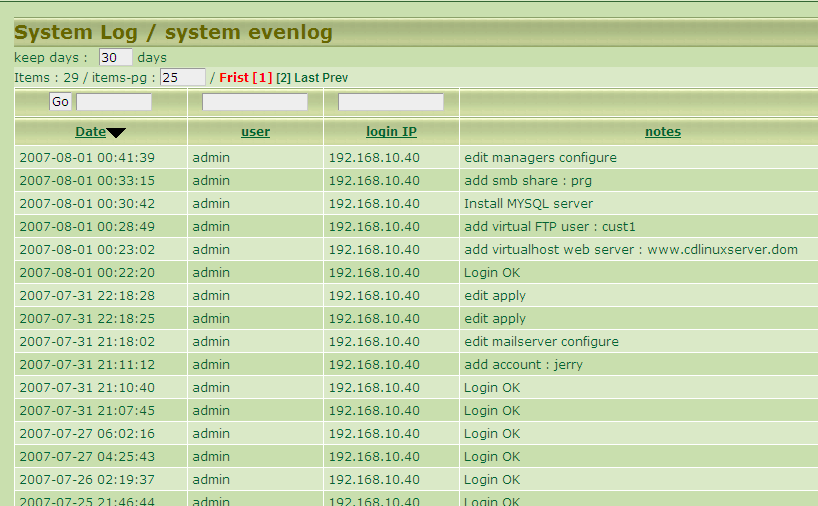 System Log / system evenlog
keep days : 30 days
Items : 29 / items-pg : 25 / Frist [1] [2] Last Prev
Go
Date user login IP notes
2007-08-01 00:41:39 admin 192.168.10.40 edit managers configure
2007-08-01 00:33:15 admin 192.168.10.40 add smb share : prg
2007-08-01 00:30:42 admin 192.168.10.40 Install MYSQL server
2007-08-01 00:28:49 admin 192.168.10.40 add virtual FTP user : cust1
2007-08-01 00:23:02 admin 192.168.10.40 add virtualhost web server : www.cdlinuxserver.dom
2007-08-01 00:22:20 admin 192.168.10.40 Login OK
2007-07-31 22:18:28 admin 192.168.10.40 edit apply
2007-07-31 22:18:25 admin 192.168.10.40 edit apply
2007-07-31 21:18:02 admin 192.168.10.40 edit mailserver configure
2007-07-31 21:11:12 admin 192.168.10.40 add account : jerry
2007-07-31 21:10:40 admin 192.168.10.40 Login OK
2007-07-31 21:07:45 admin 192.168.10.40 Login OK
2007-07-27 06:02:16 admin 192.168.10.40 Login OK
2007-07-27 04:25:43 admin 192.168.10.40 Login OK
2007-07-26 02:19:37 admin 192.168.10.40 Login OK
2007-07-25 21:46:44 admin 192.168.10.40 Login OK